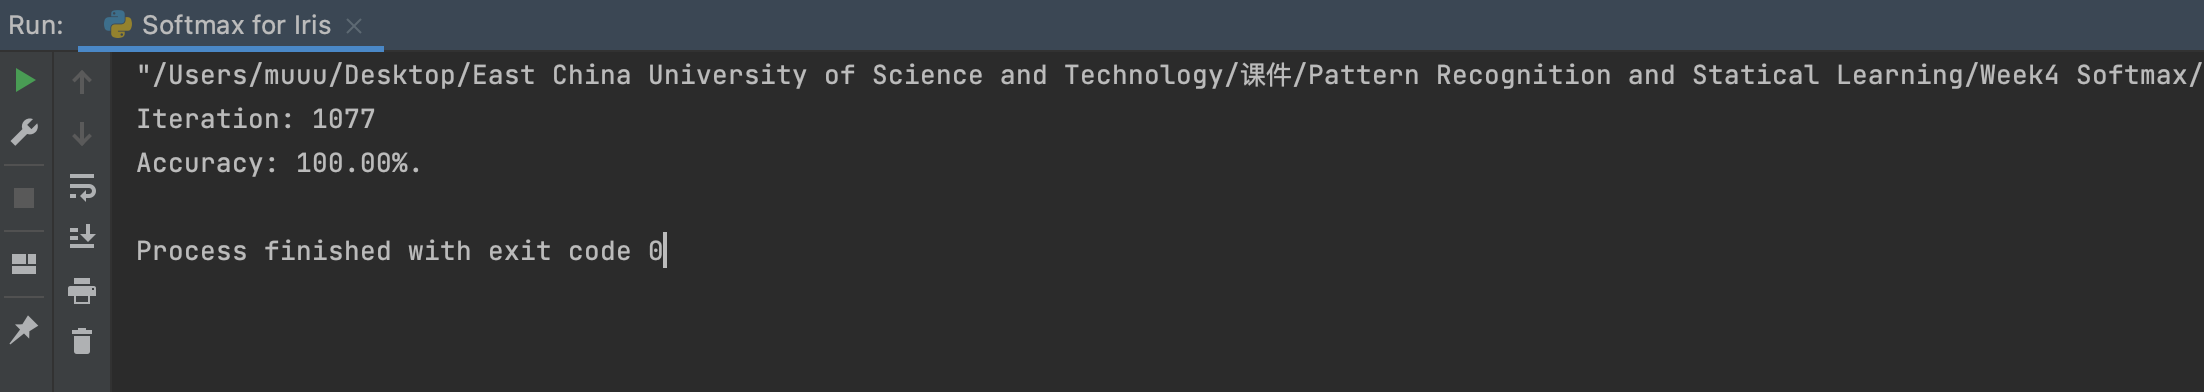 Run: Softmax for Iris
"/Users/muuu/Desktop/East China University of Science and Technology/课件/Pattern Recognition and Statical Learning/Week4 Softmax/
Iteration: 1077
Accuracy: 100.00%.
Process finished with exit code 0